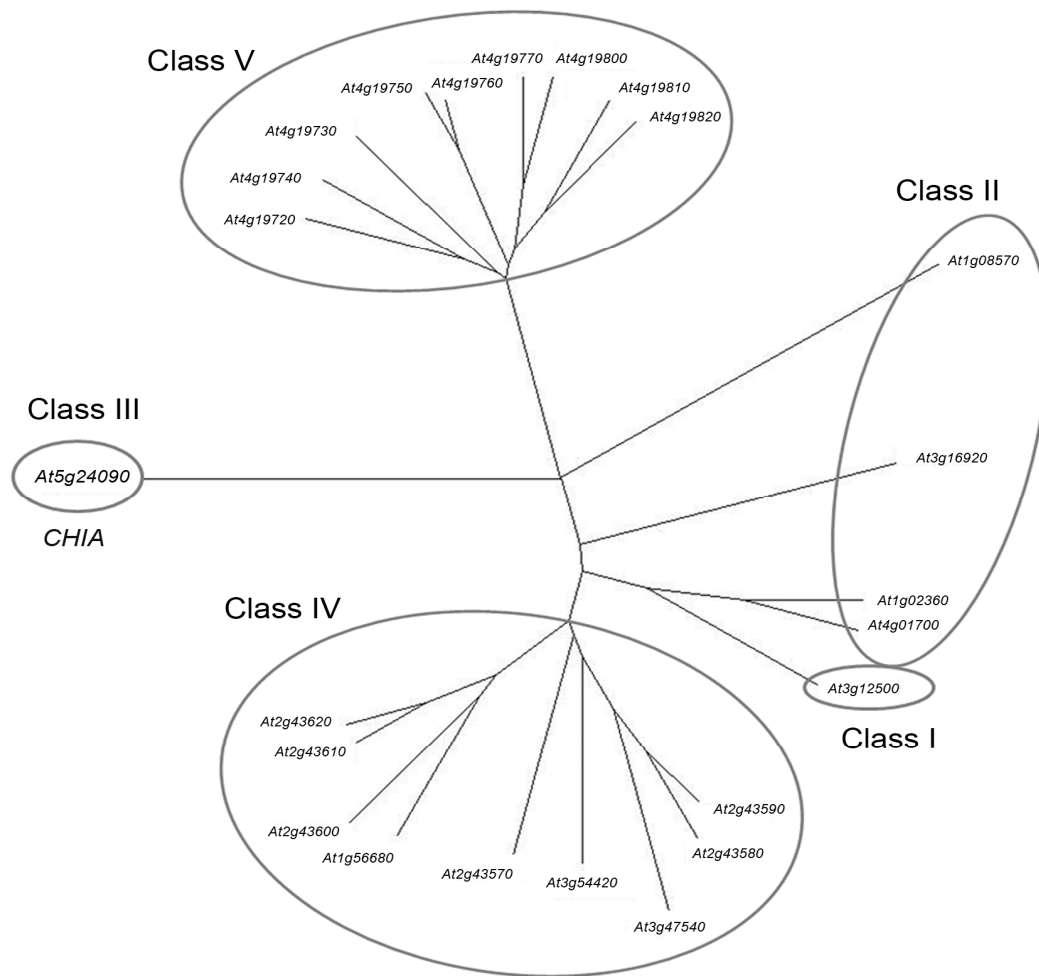 Class V
At4g19770
At4g19800
At4g19750
At4g19760
At4g19810
At4g19820
At4g19730
At4g19740
At4g19720
Class II
At1g08570
Class III
At5g24090
CHIA
At3g16920
At1g02360
At4g01700
At3g12500
Class I
Class IV
At2g43620
At2g43610
At2g43600
At1g56680
At2g43570
At3g54420
At3g47540
At2g43580
At2g43590